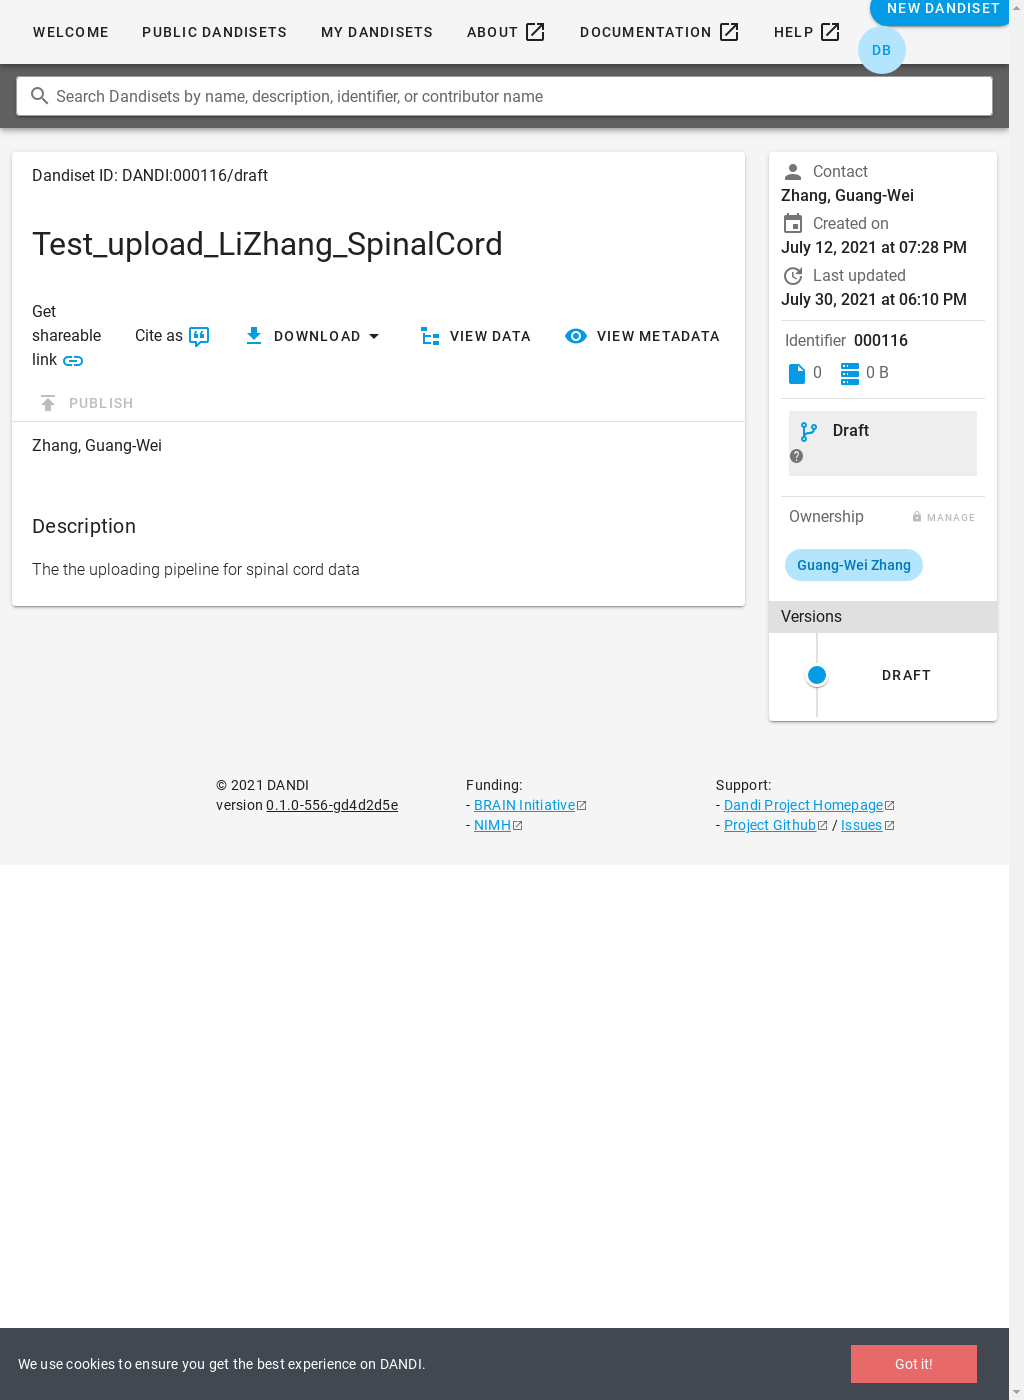 WELCOME
PUBLIC DANDISETS
MY DANDISETS
ABOUT
DOCUMENTATION
HELP
NEW DANDISET
DB
Search Dandisets by name, description, identifier, or contributor name
Dandiset ID: DANDI:000116/draft
Test_upload_LiZhang_SpinalCord
Get
shareable
link
Cite as
DOWNLOAD
VIEW DATA
VIEW METADATA
PUBLISH
Zhang, Guang-Wei
Description
The the uploading pipeline for spinal cord data
Contact
Zhang, Guang-Wei
Created on
July 12, 2021 at 07:28 PM
Last updated
July 30, 2021 at 06:10 PM
Identifier 000116
0 0 B
Draft
Ownership MANAGE
Guang-Wei Zhang
Versions
DRAFT
© 2021 DANDI
version 0.1.0-556-gd4d2d5e
Funding:
- BRAIN Initiative
- NIMH
Support:
- Dandi Project Homepage
- Project Github / Issues
We use cookies to ensure you get the best experience on DANDI.
Got it!